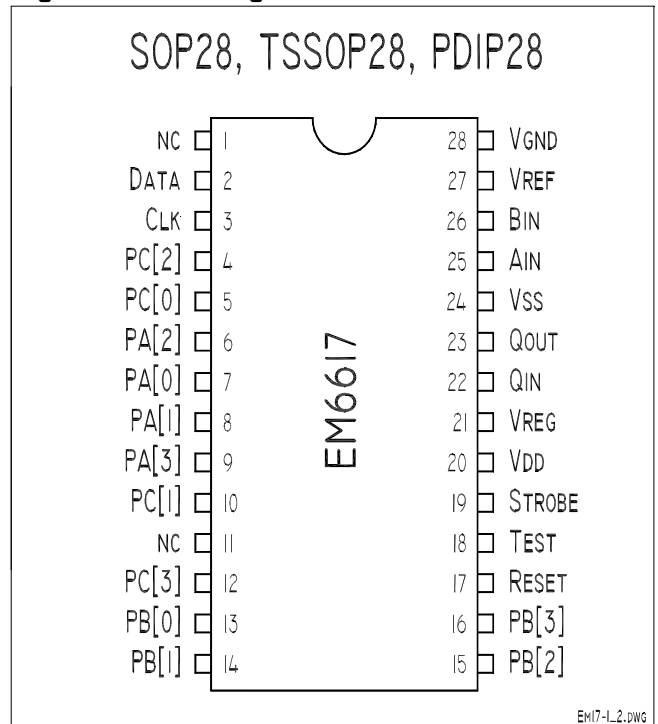 SOP28, TSSOP28, PDIP28
NC 1 28 VGND
DATA 2 27 VREF
CLK 3 26 BIN
PC[2] 4 25 AIN
PC[0] 5 24 VSS
PA[2] 6 23 QOUT
PA[0] 7 22 QIN
PA[1] 8 21 VREG
PA[3] 9 20 VDD
PC[1] 10 19 STROBE
NC 11 18 TEST
PC[3] 12 17 RESET
PB[0] 13 16 PB[3]
PB[1] 14 15 PB[2]
EM6617
EM17-1_2.DWG